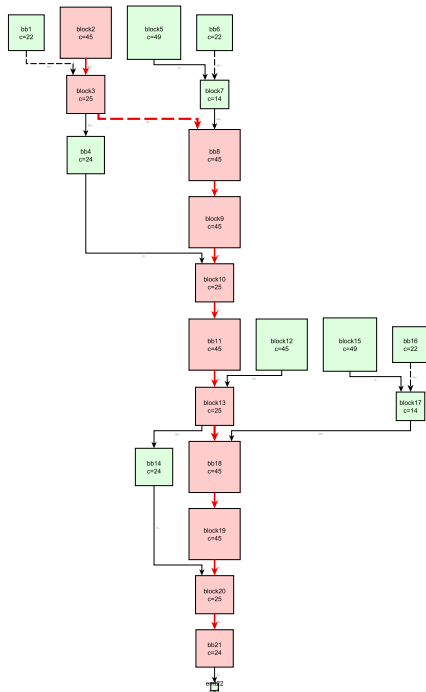 bb1
c=22
block2
c=45
block5
c=49
bb6
c=22
block3
c=25
block7
c=14
bb4
c=24
bb8
c=45
block9
c=45
block10
c=25
bb11
c=45
block12
c=45
block15
c=49
bb16
c=22
block13
c=25
block17
c=14
bb14
c=24
bb18
c=45
block19
c=45
block20
c=25
bb21
c=24